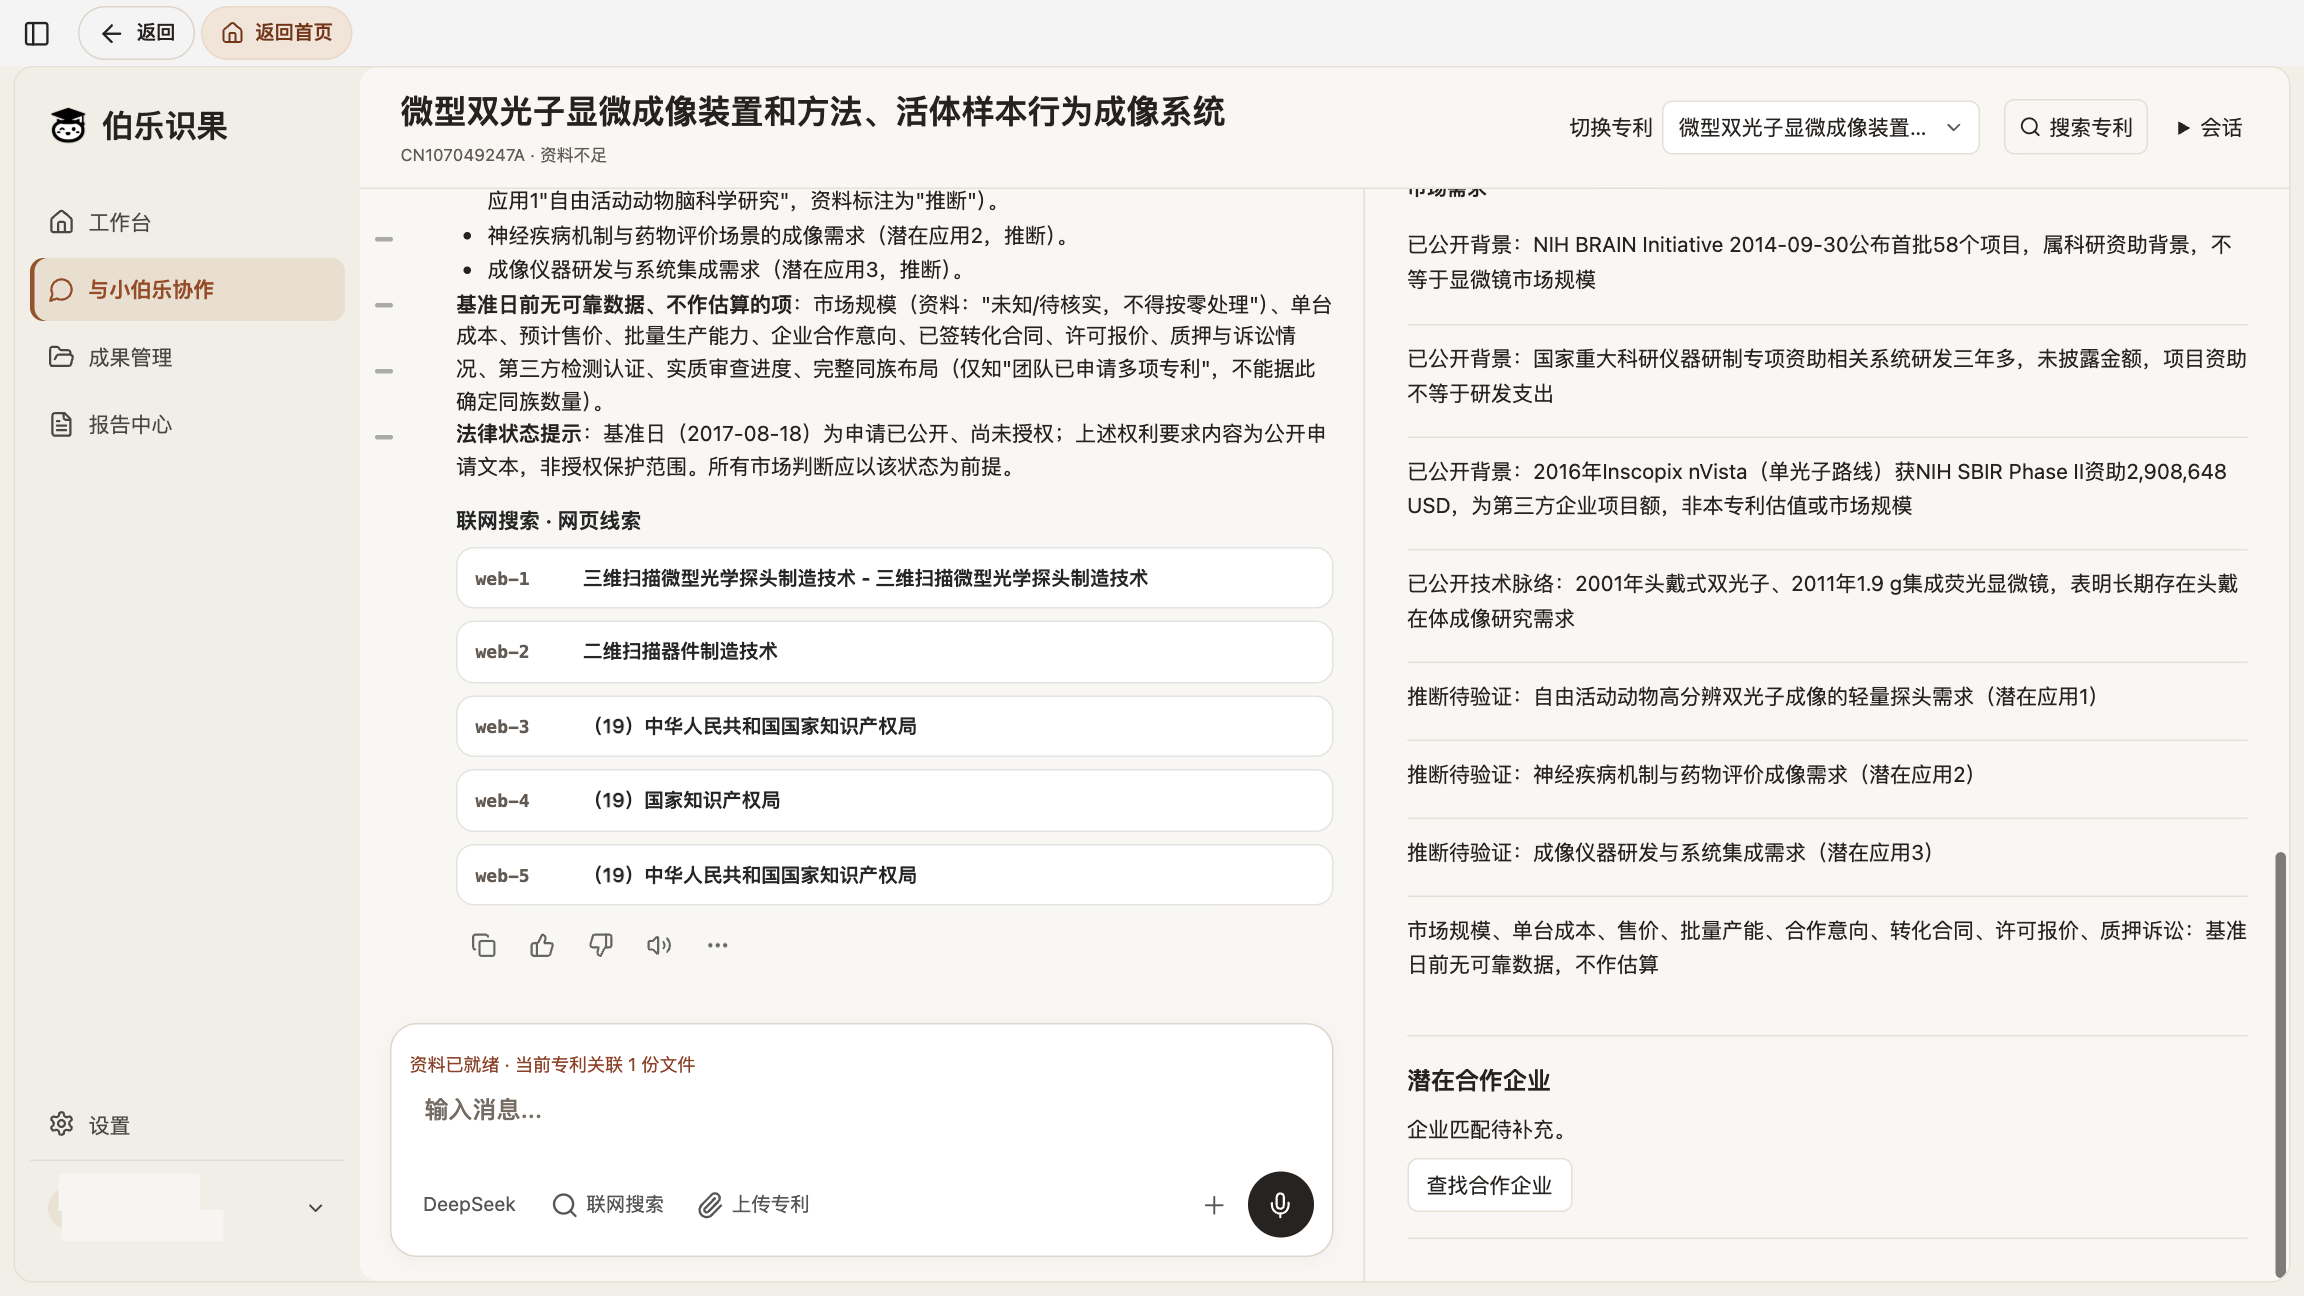 返回
返回首页
伯乐识果
工作台
与小伯乐协作
成果管理
报告中心
设置
微型双光子显微成像装置和方法、活体样本行为成像系统
CN107049247A · 资料不足
切换专利
微型双光子显微成像装置...
搜索专利
会话
应用1"自由活动动物脑科学研究"，资料标注为"推断"）。
神经疾病机制与药物评价场景的成像需求（潜在应用2，推断）。
成像仪器研发与系统集成需求（潜在应用3，推断）。
基准日前无可靠数据、不作估算的项：市场规模（资料："未知/待核实，不得按零处理"）、单台
成本、预计售价、批量生产能力、企业合作意向、已签转化合同、许可报价、质押与诉讼情
况、第三方检测认证、实质审查进度、完整同族布局（仅知"团队已申请多项专利"，不能据此
确定同族数量）。
法律状态提示：基准日（2017-08-18）为申请已公开、尚未授权；上述权利要求内容为公开申
请文本，非授权保护范围。所有市场判断应以该状态为前提。
联网搜索 · 网页线索
web-1 三维扫描微型光学探头制造技术 - 三维扫描微型光学探头制造技术
web-2 二维扫描器件制造技术
web-3 （19）中华人民共和国国家知识产权局
web-4 （19）国家知识产权局
web-5 （19）中华人民共和国国家知识产权局
资料已就绪 · 当前专利关联 1 份文件
输入消息...
DeepSeek
联网搜索
上传专利
市场需求
已公开背景：NIH BRAIN Initiative 2014-09-30公布首批58个项目，属科研资助背景，不
等于显微镜市场规模
已公开背景：国家重大科研仪器研制专项资助相关系统研发三年多，未披露金额，项目资助
不等于研发支出
已公开背景：2016年Inscopix nVista（单光子路线）获NIH SBIR Phase II资助2,908,648
USD，为第三方企业项目额，非本专利估值或市场规模
已公开技术脉络：2001年头戴式双光子、2011年1.9 g集成荧光显微镜，表明长期存在头戴
在体成像研究需求
推断待验证：自由活动动物高分辨双光子成像的轻量探头需求（潜在应用1）
推断待验证：神经疾病机制与药物评价成像需求（潜在应用2）
推断待验证：成像仪器研发与系统集成需求（潜在应用3）
市场规模、单台成本、售价、批量产能、合作意向、转化合同、许可报价、质押诉讼：基准
日前无可靠数据，不作估算
潜在合作企业
企业匹配待补充。
查找合作企业